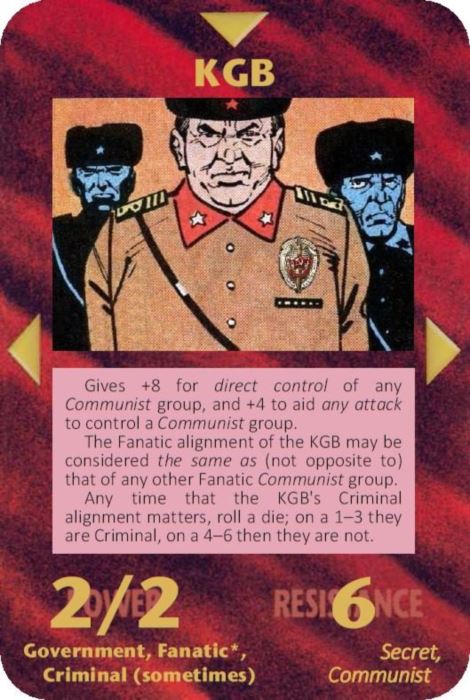 KGB
Gives +8 for direct control of any
Communist group, and +4 to aid any attack
to control a Communist group.
The Fanatic alignment of the KGB may be
considered the same as (not opposite to)
that of any other Fanatic Communist group.
Any time that the KGB's Criminal
alignment matters, roll a die; on a 1–3 they
are Criminal, on a 4–6 then they are not.
POWER 2/2
RESISTANCE 6
Government, Fanatic*,
Criminal (sometimes)
Secret,
Communist